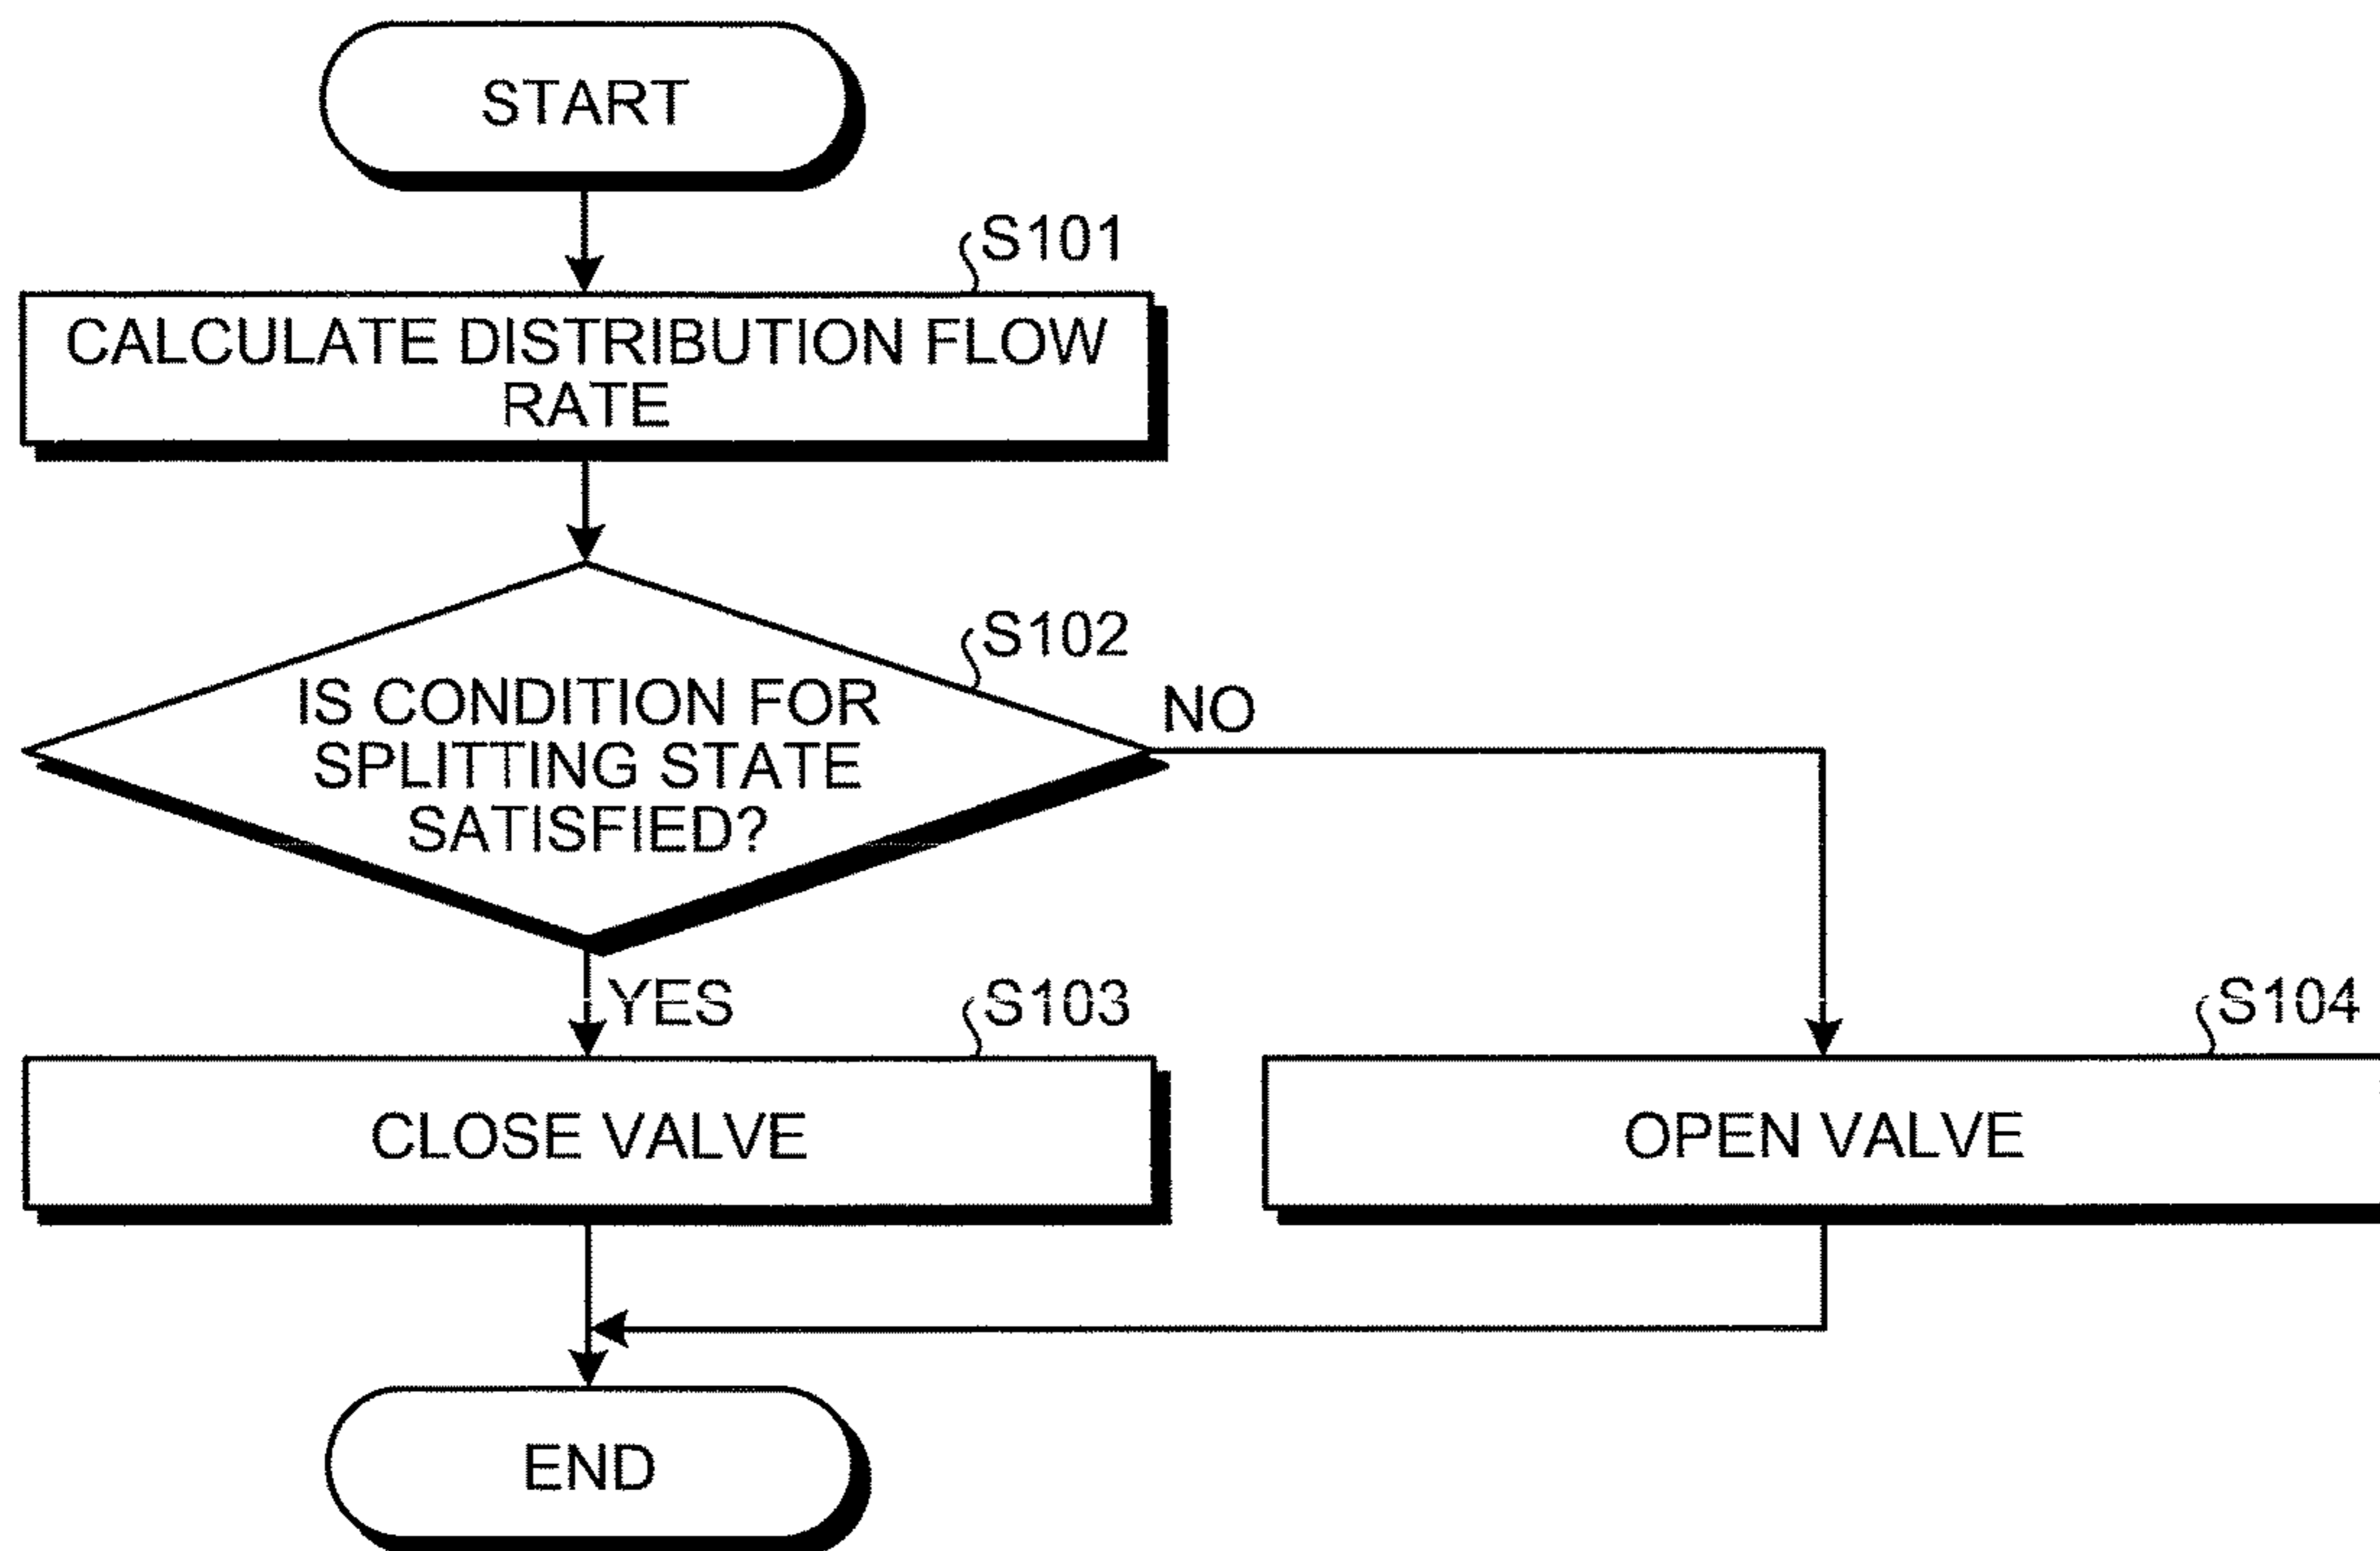 START
S101
CALCULATE DISTRIBUTION FLOW
RATE
S102
IS CONDITION FOR
SPLITTING STATE
SATISFIED?
NO
YES
S103
S104
CLOSE VALVE
OPEN VALVE
END